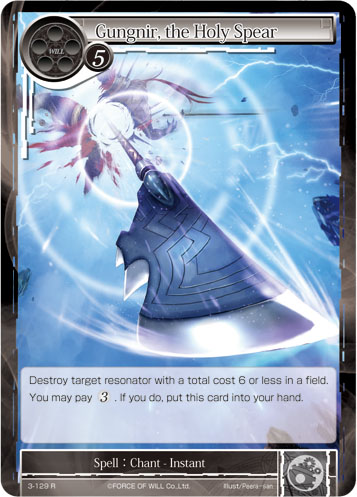 Gungnir, the Holy Spear
WILL
5
Destroy target resonator with a total cost 6 or less in a field.
You may pay 3 . If you do, put this card into your hand.
Spell : Chant - Instant
3-129 R
©FORCE OF WILL Co.,Ltd.
Illust/Peera-san